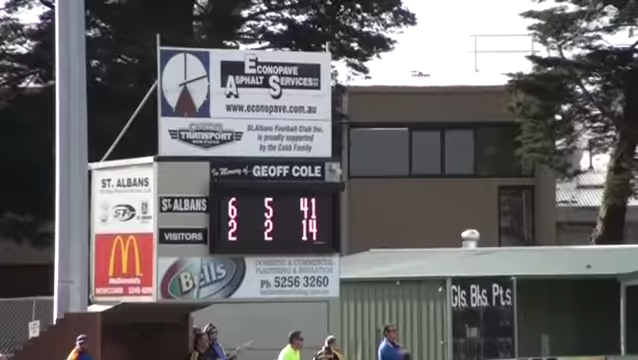 ECONOPAVE
ASPHALT SERVICES
www.econopave.com.au
TRANSPORT
St.Albans Football Club Inc.
is proudly supported
by the Cobb Family
In Memory of GEOFF COLE
ST. ALBANS
ST. ALBANS 6 5 41
VISITORS 2 2 14
McDonald's
NEWCOMB
Bells
DOMESTIC & COMMERCIAL
PLASTERING & INSULATION
Ph 5256 3260
Gls. Bks. Pts.